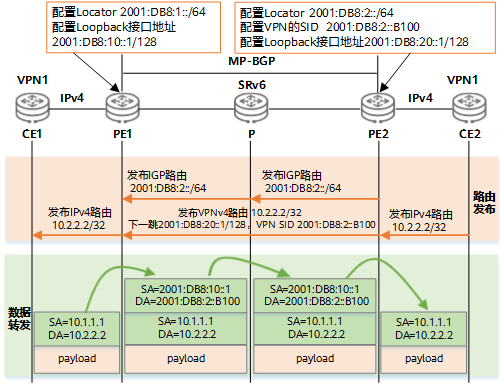 配置Locator 2001:DB8:1::/64
配置Loopback接口地址
2001:DB8:10::1/128
配置Locator 2001:DB8:2::/64
配置VPN的SID 2001:DB8:2::B100
配置Loopback接口地址2001:DB8:20::1/128
MP-BGP
VPN1
IPv4
SRv6
IPv4
VPN1
CE1
PE1
P
PE2
CE2
发布IGP路由
2001:DB8:2::/64
发布IGP路由
2001:DB8:2::/64
路由
发布
发布IPv4路由
10.2.2.2/32
发布VPNv4路由 10.2.2.2/32
下一跳2001:DB8:20::1/128，VPN SID 2001:DB8:2::B100
发布IPv4路由
10.2.2.2/32
数据
转发
SA=2001:DB8:10::1
DA=2001:DB8:2::B100
SA=2001:DB8:10::1
DA=2001:DB8:2::B100
SA=10.1.1.1
DA=10.2.2.2
SA=10.1.1.1
DA=10.2.2.2
SA=10.1.1.1
DA=10.2.2.2
SA=10.1.1.1
DA=10.2.2.2
payload
payload
payload
payload